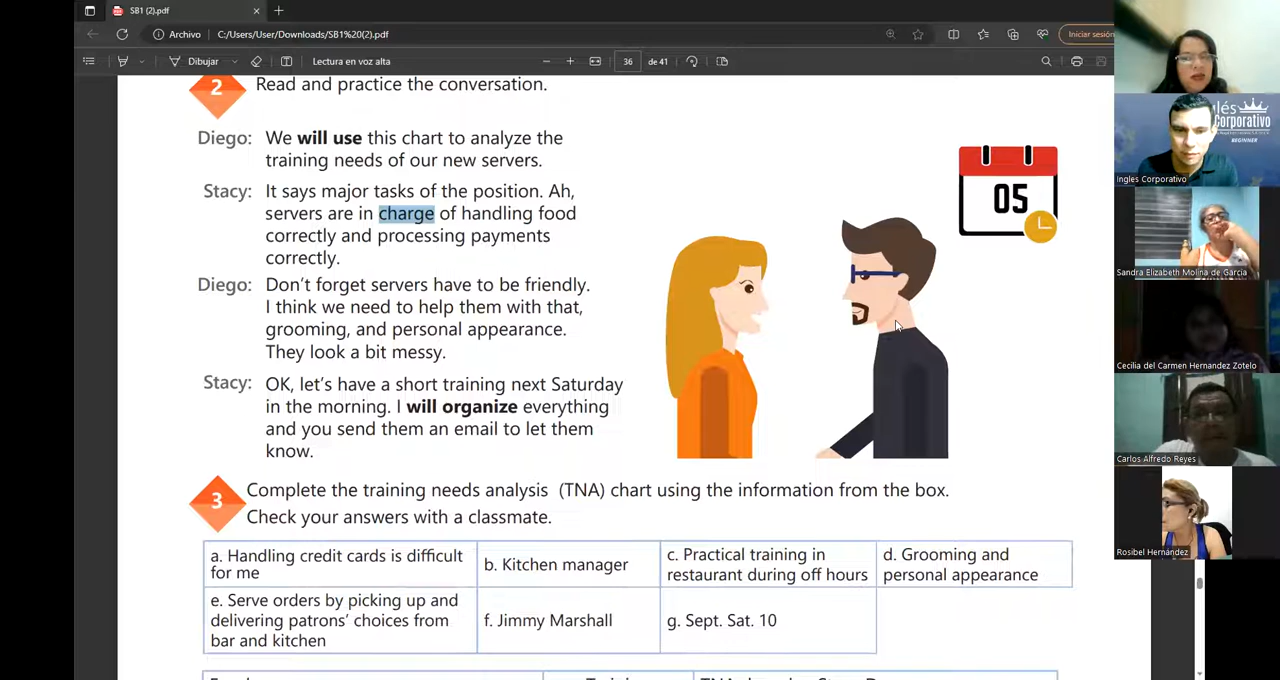 SB1 (2).pdf
Archivo
C:/Users/User/Downloads/SB1%20(2).pdf
Iniciar sesión
Dibujar
Lectura en voz alta
36
de 41
2 Read and practice the conversation.
Diego: We will use this chart to analyze the
training needs of our new servers.
Stacy: It says major tasks of the position. Ah,
servers are in charge of handling food
correctly and processing payments
correctly.
Diego: Don't forget servers have to be friendly.
I think we need to help them with that,
grooming, and personal appearance.
They look a bit messy.
Stacy: OK, let's have a short training next Saturday
in the morning. I will organize everything
and you send them an email to let them
know.
05
3 Complete the training needs analysis (TNA) chart using the information from the box.
Check your answers with a classmate.
a. Handling credit cards is difficult
for me
b. Kitchen manager
c. Practical training in
restaurant during off hours
d. Grooming and
personal appearance
e. Serve orders by picking up and
delivering patrons' choices from
bar and kitchen
f. Jimmy Marshall
g. Sept. Sat. 10
lés
Corporativo
BEGINNER
Ingles Corporativo
Sandra Elizabeth Molina de Garcia
Cecilia del Carmen Hernandez Zotelo
Carlos Alfredo Reyes
Rosibel Hernández